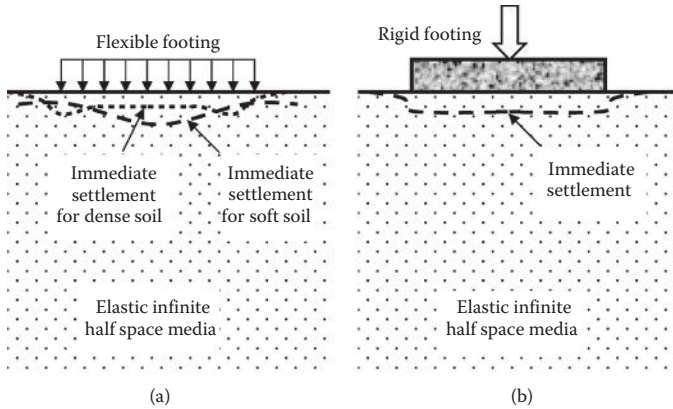 Flexible footing
Immediate
settlement
for dense soil
Immediate
settlement
for soft soil
Elastic infinite
half space media
(a)
Rigid footing
Immediate
settlement
Elastic infinite
half space media
(b)